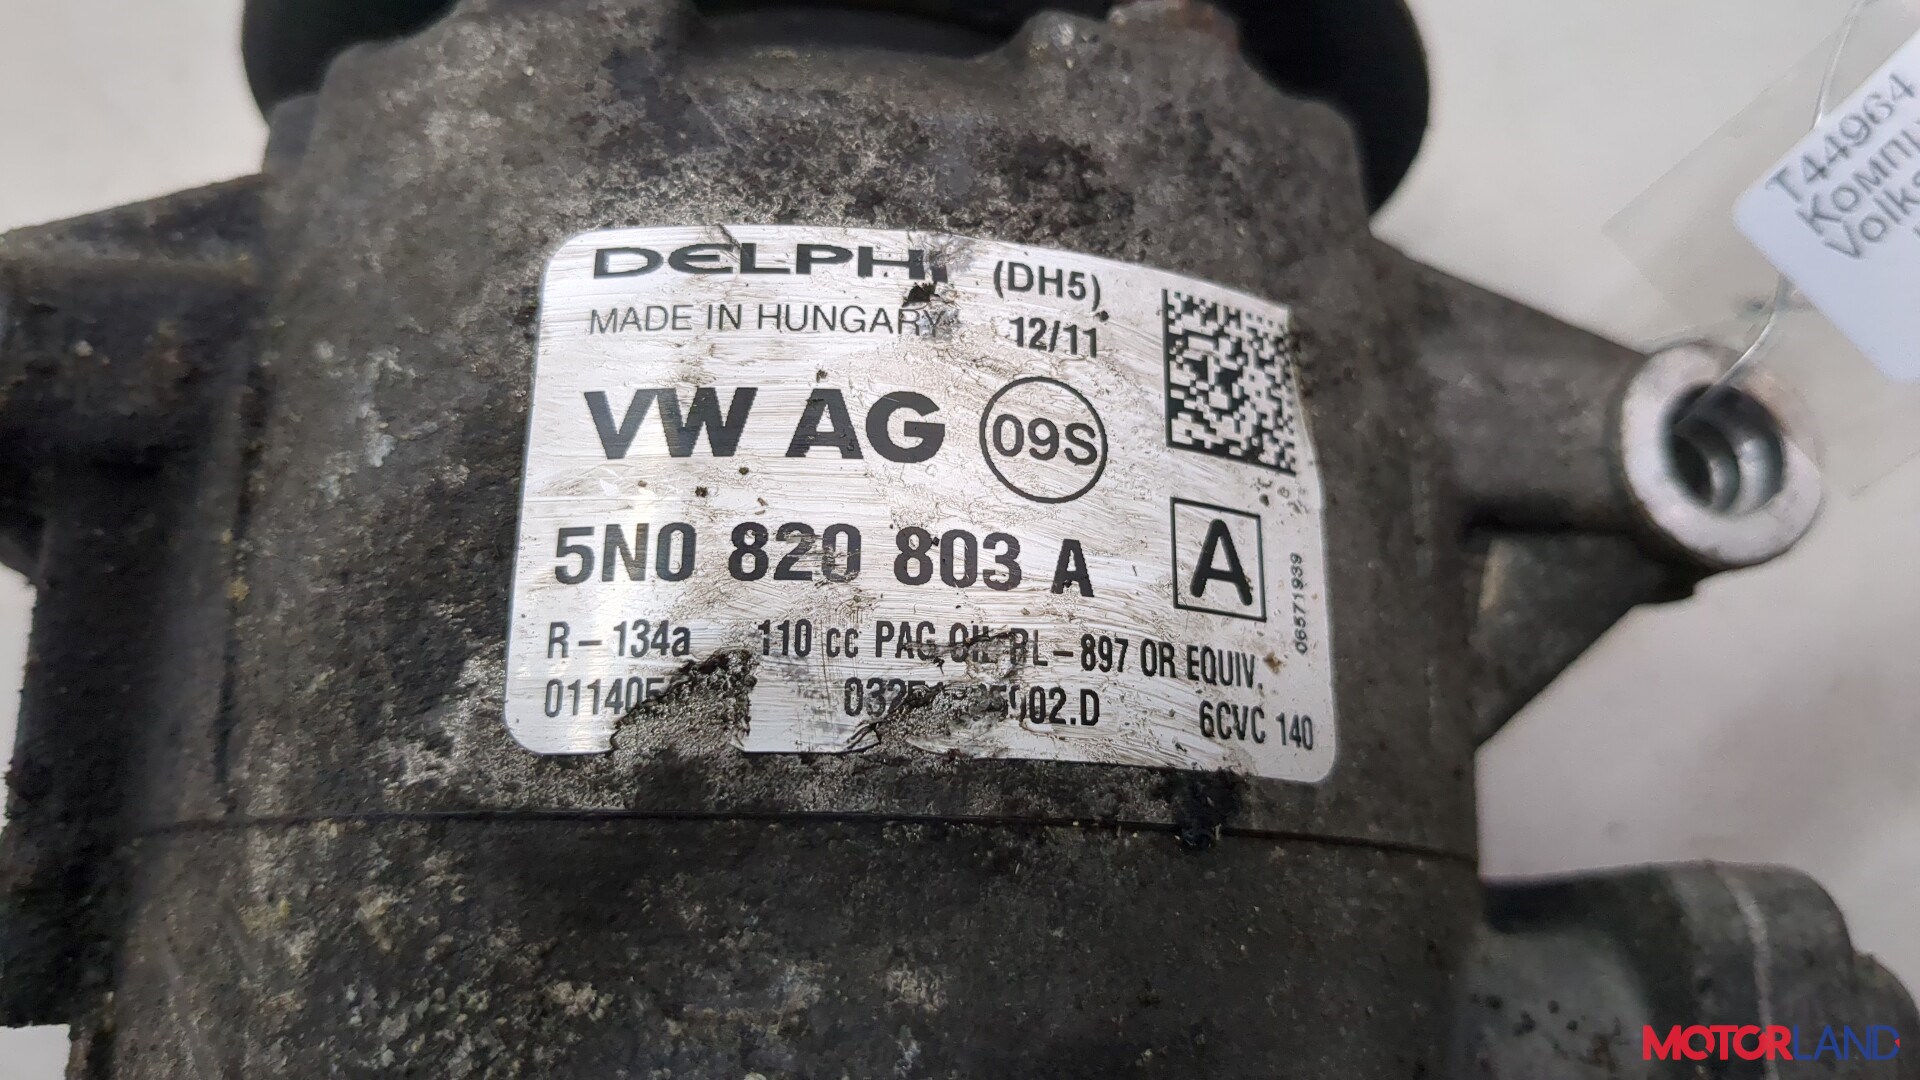 DELPHI (DH5)
MADE IN HUNGARY 12/11
VW AG 09S
5N0 820 803 A A
06571939
R-134a 110 cc PAG OIL RL-897 OR EQUIV.
6CVC 140
T44964
MOTORLAND